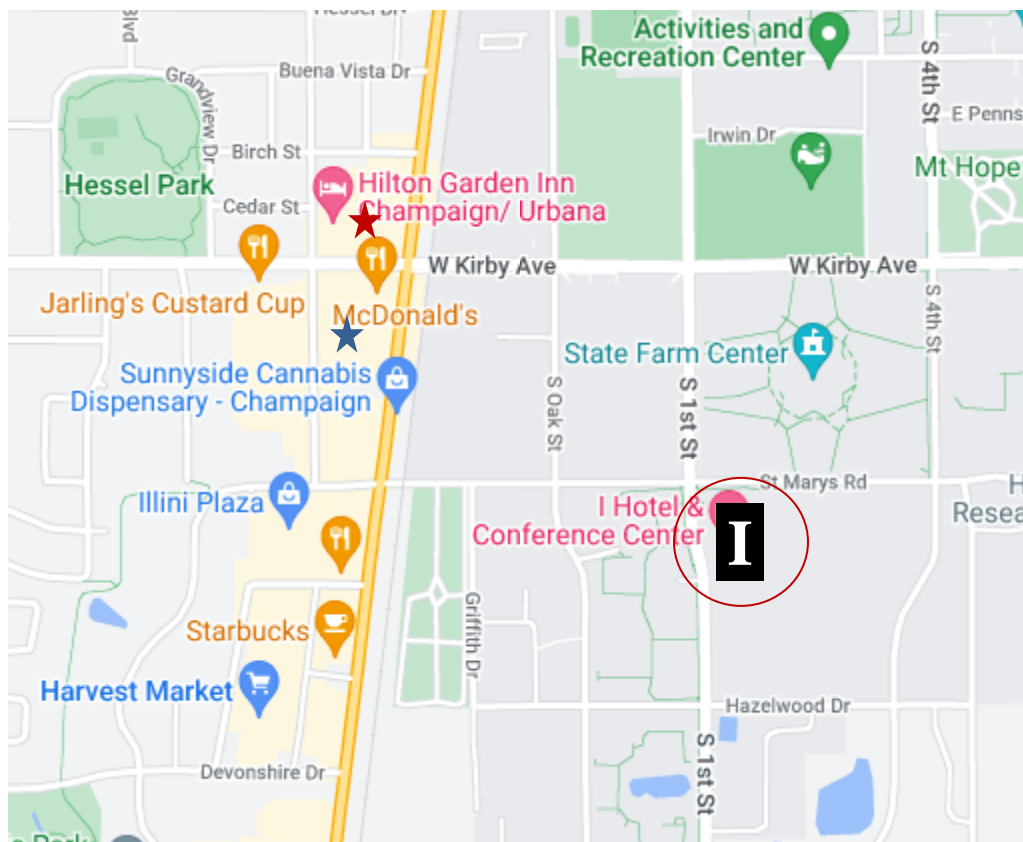 Hessel Dr
Blvd
Activities and
Recreation Center
S 4th St
Grandview Dr
Buena Vista Dr
E Penns
Irwin Dr
Birch St
Hessel Park
Mt Hope
Hilton Garden Inn
Champaign/ Urbana
Cedar St
W Kirby Ave
W Kirby Ave
Jarling's Custard Cup
McDonald's
S 4th St
State Farm Center
Sunnyside Cannabis
Dispensary - Champaign
S Oak St
S 1st St
St Marys Rd
Illini Plaza
I Hotel &
Conference Center
I
H
Resea
Griffith Dr
Starbucks
Harvest Market
Hazelwood Dr
S 1st St
Devonshire Dr
Park